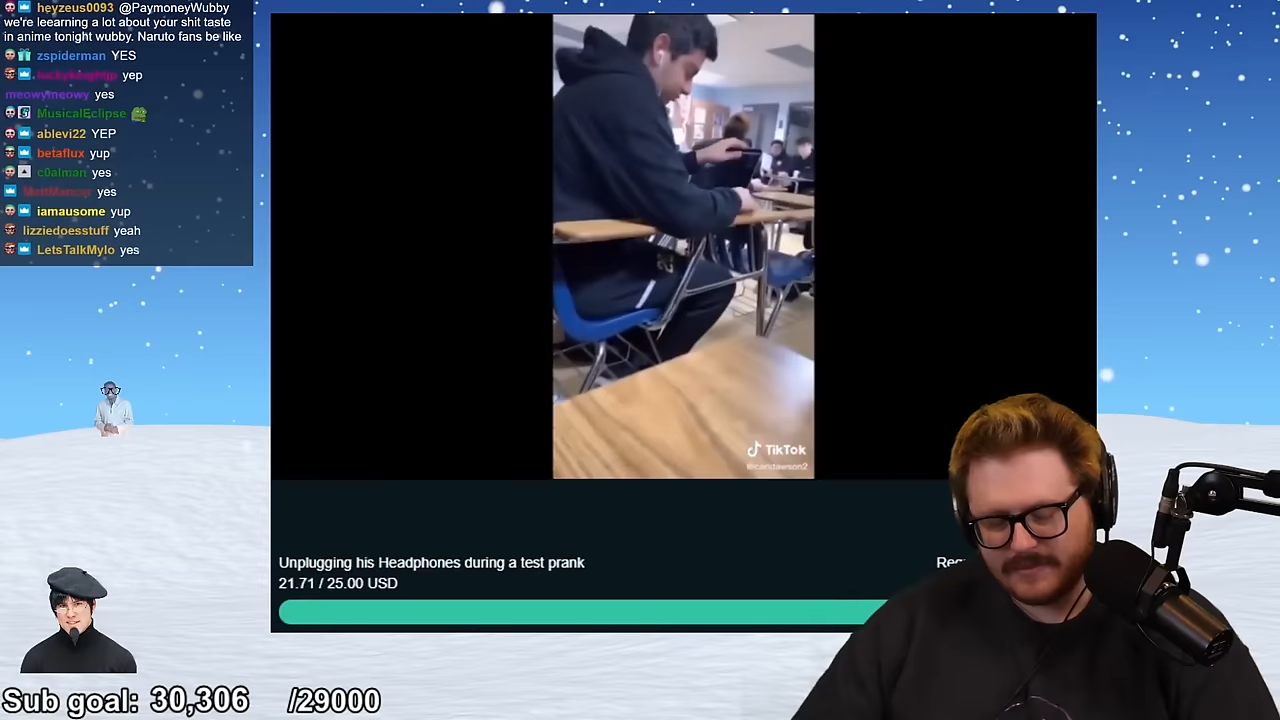 heyzeus0093 @PaymoneyWubby
we're leearning a lot about your shit taste
in anime tonight wubby. Naruto fans be like
zspiderman YES
yep
meowymeowy yes
MusicalEclipse
ablevi22 YEP
betaflux yup
c0alman yes
yes
iamausome yup
lizziedoesstuff yeah
LetsTalkMylo yes
TikTok
Unplugging his Headphones during a test prank
21.71 / 25.00 USD
Sub goal: 30,306 /29000